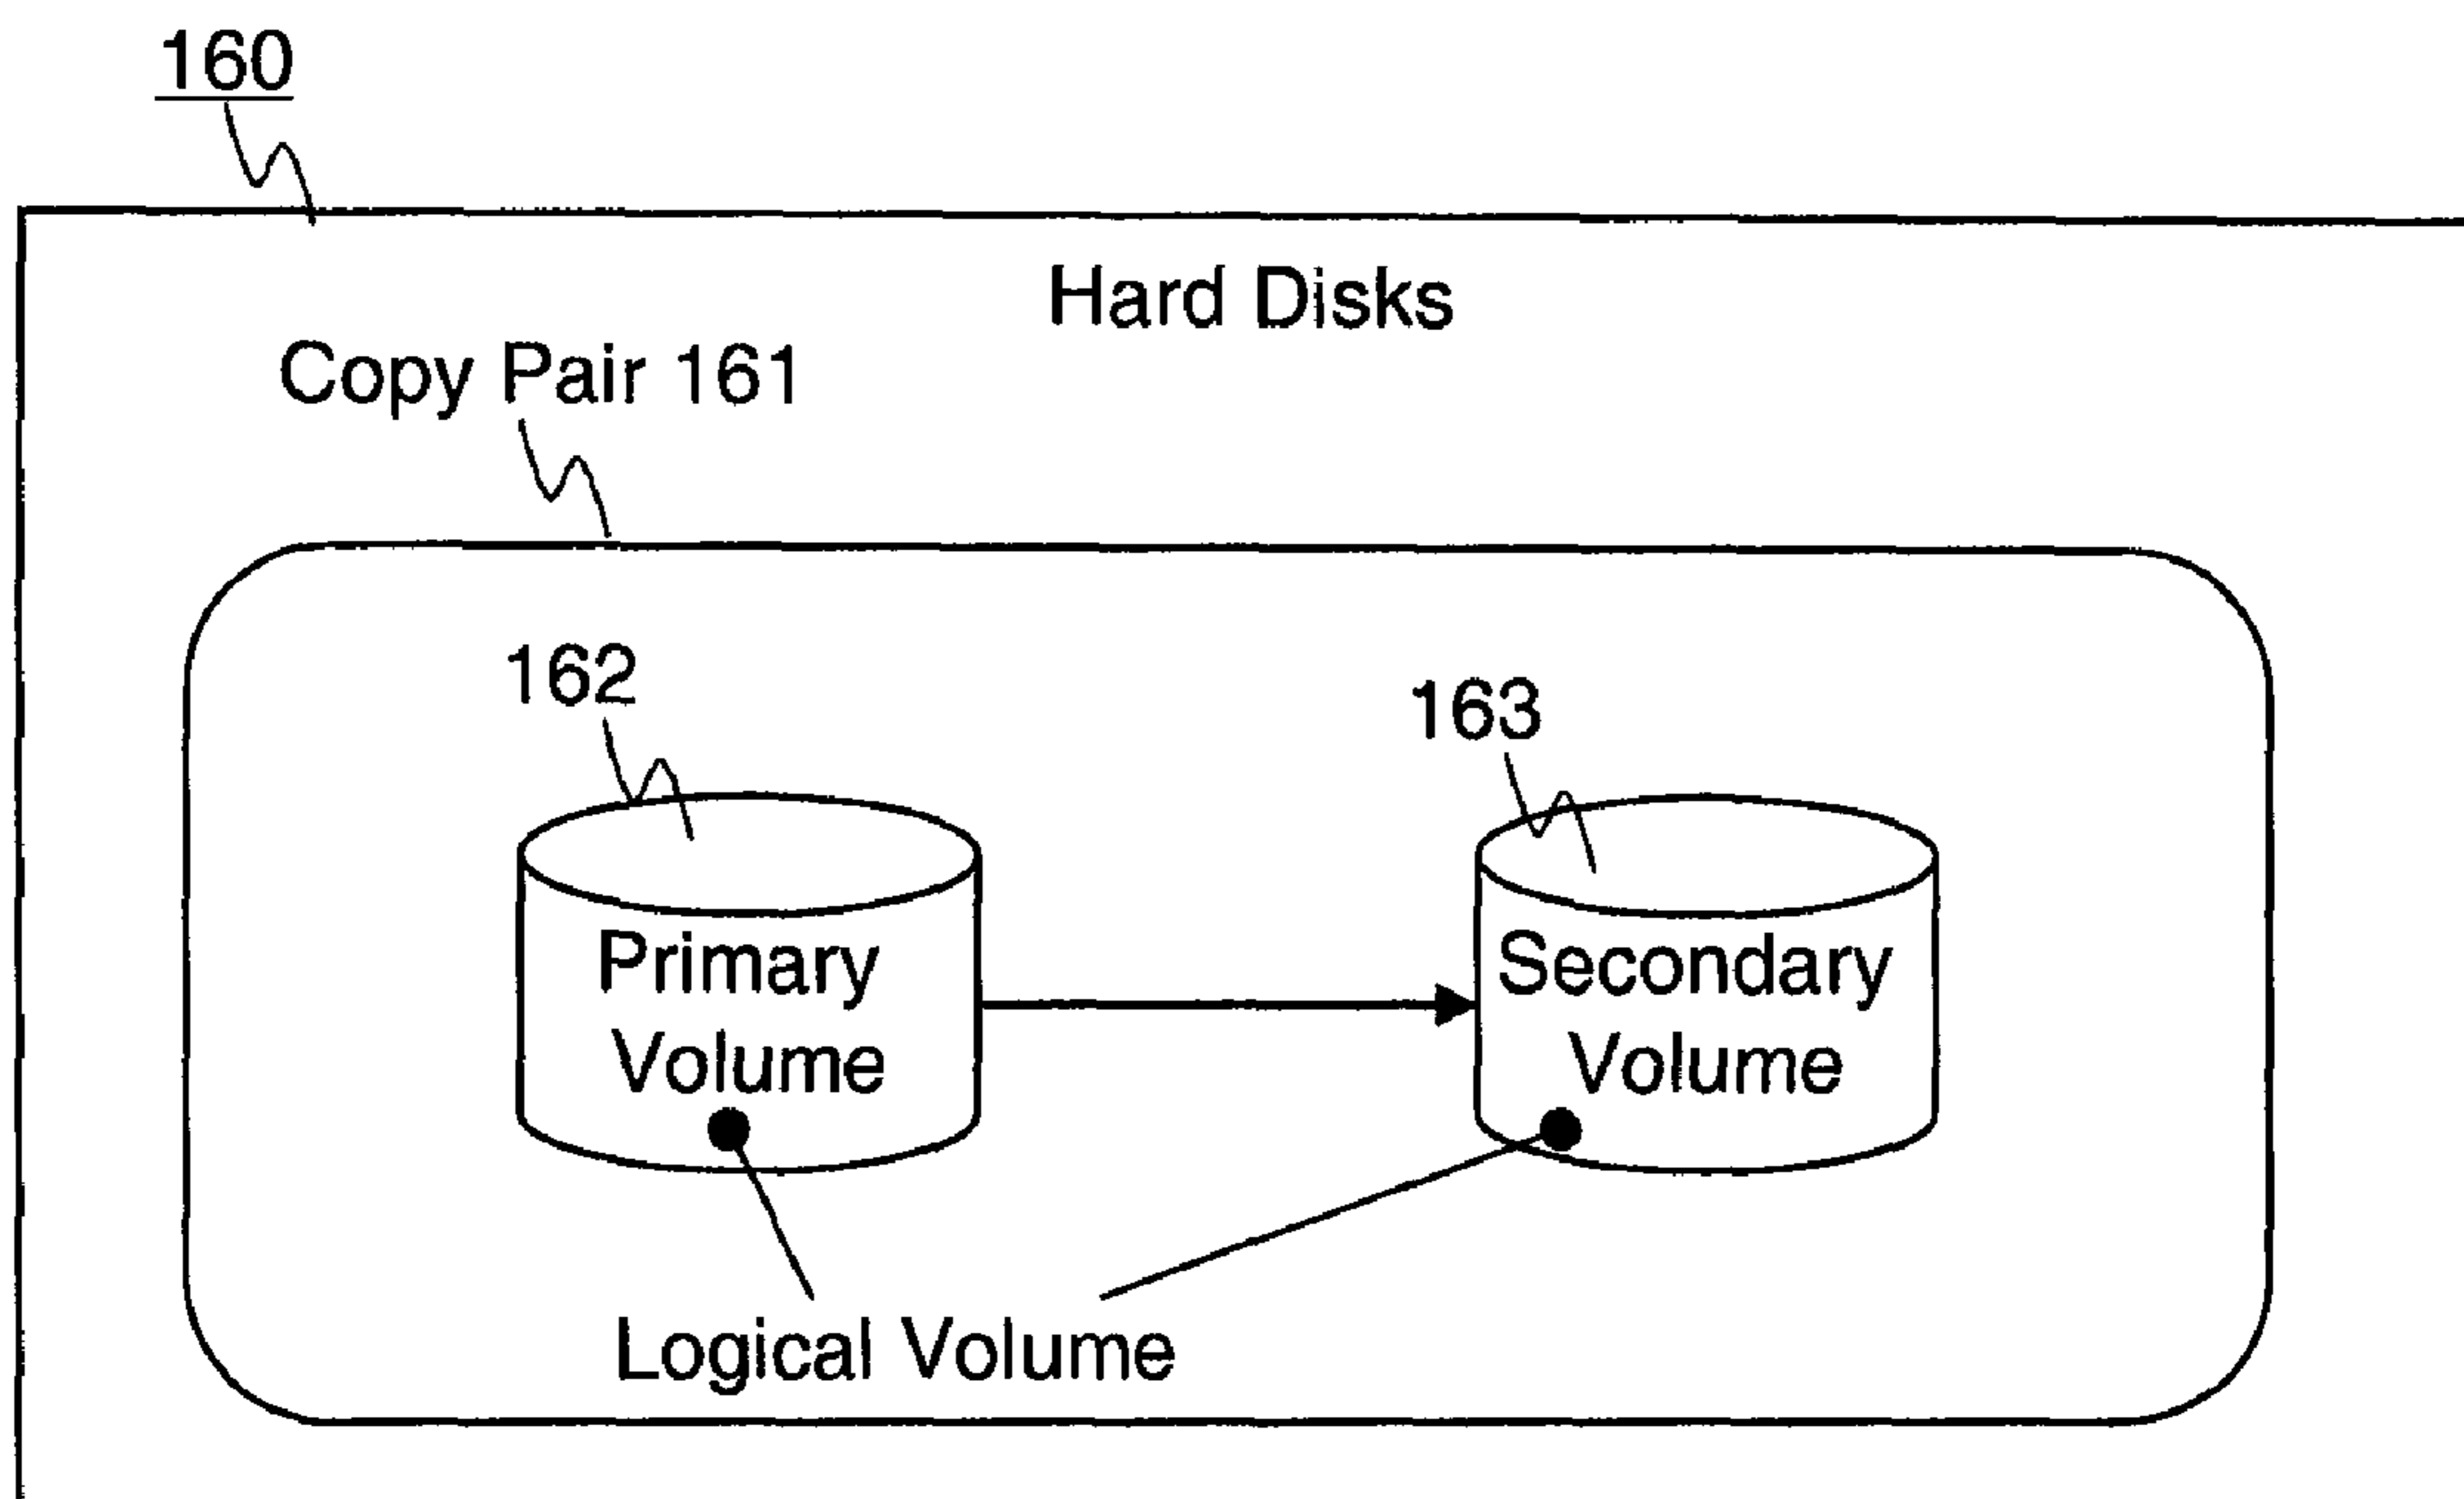 160
Hard Disks
Copy Pair 161
162
163
Primary
Volume
Secondary
Volume
Logical Volume